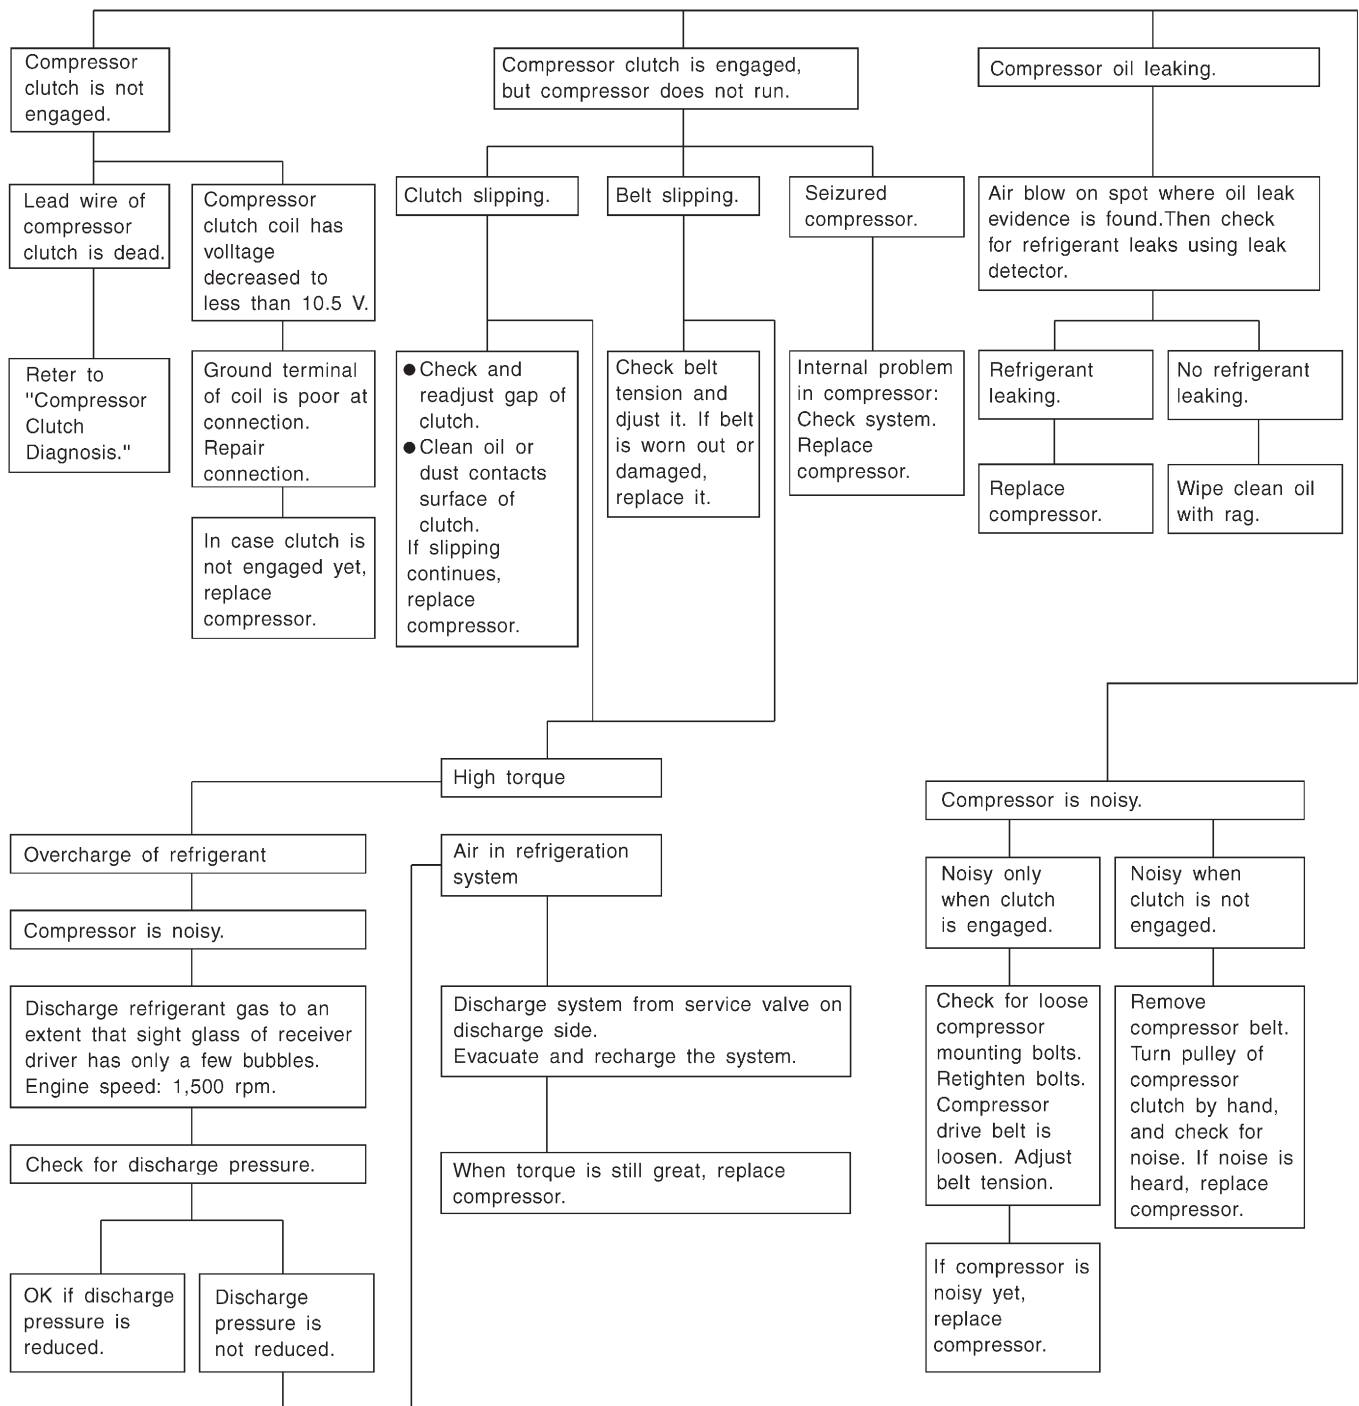 Compressor
clutch is not
engaged.
Compressor clutch is engaged,
but compressor does not run.
Compressor oil leaking.
Lead wire of
compressor
clutch is dead.
Compressor
clutch coil has
volltage
decreased to
less than 10.5 V.
Clutch slipping.
Belt slipping.
Seizured
compressor.
Air blow on spot where oil leak
evidence is found.Then check
for refrigerant leaks using leak
detector.
Reter to
"Compressor
Clutch
Diagnosis."
Ground terminal
of coil is poor at
connection.
Repair
connection.
● Check and
readjust gap of
clutch.
● Clean oil or
dust contacts
surface of
clutch.
If slipping
continues,
replace
compressor.
Check belt
tension and
djust it. If belt
is worn out or
damaged,
replace it.
Internal problem
in compressor:
Check system.
Replace
compressor.
Refrigerant
leaking.
No refrigerant
leaking.
Replace
compressor.
Wipe clean oil
with rag.
In case clutch is
not engaged yet,
replace
compressor.
High torque
Overcharge of refrigerant
Compressor is noisy.
Discharge refrigerant gas to an
extent that sight glass of receiver
driver has only a few bubbles.
Engine speed: 1,500 rpm.
Check for discharge pressure.
OK if discharge
pressure is
reduced.
Discharge
pressure is
not reduced.
Air in refrigeration
system
Discharge system from service valve on
discharge side.
Evacuate and recharge the system.
When torque is still great, replace
compressor.
Compressor is noisy.
Noisy only
when clutch
is engaged.
Noisy when
clutch is not
engaged.
Check for loose
compressor
mounting bolts.
Retighten bolts.
Compressor
drive belt is
loosen. Adjust
belt tension.
Remove
compressor belt.
Turn pulley of
compressor
clutch by hand,
and check for
noise. If noise is
heard, replace
compressor.
If compressor is
noisy yet,
replace
compressor.